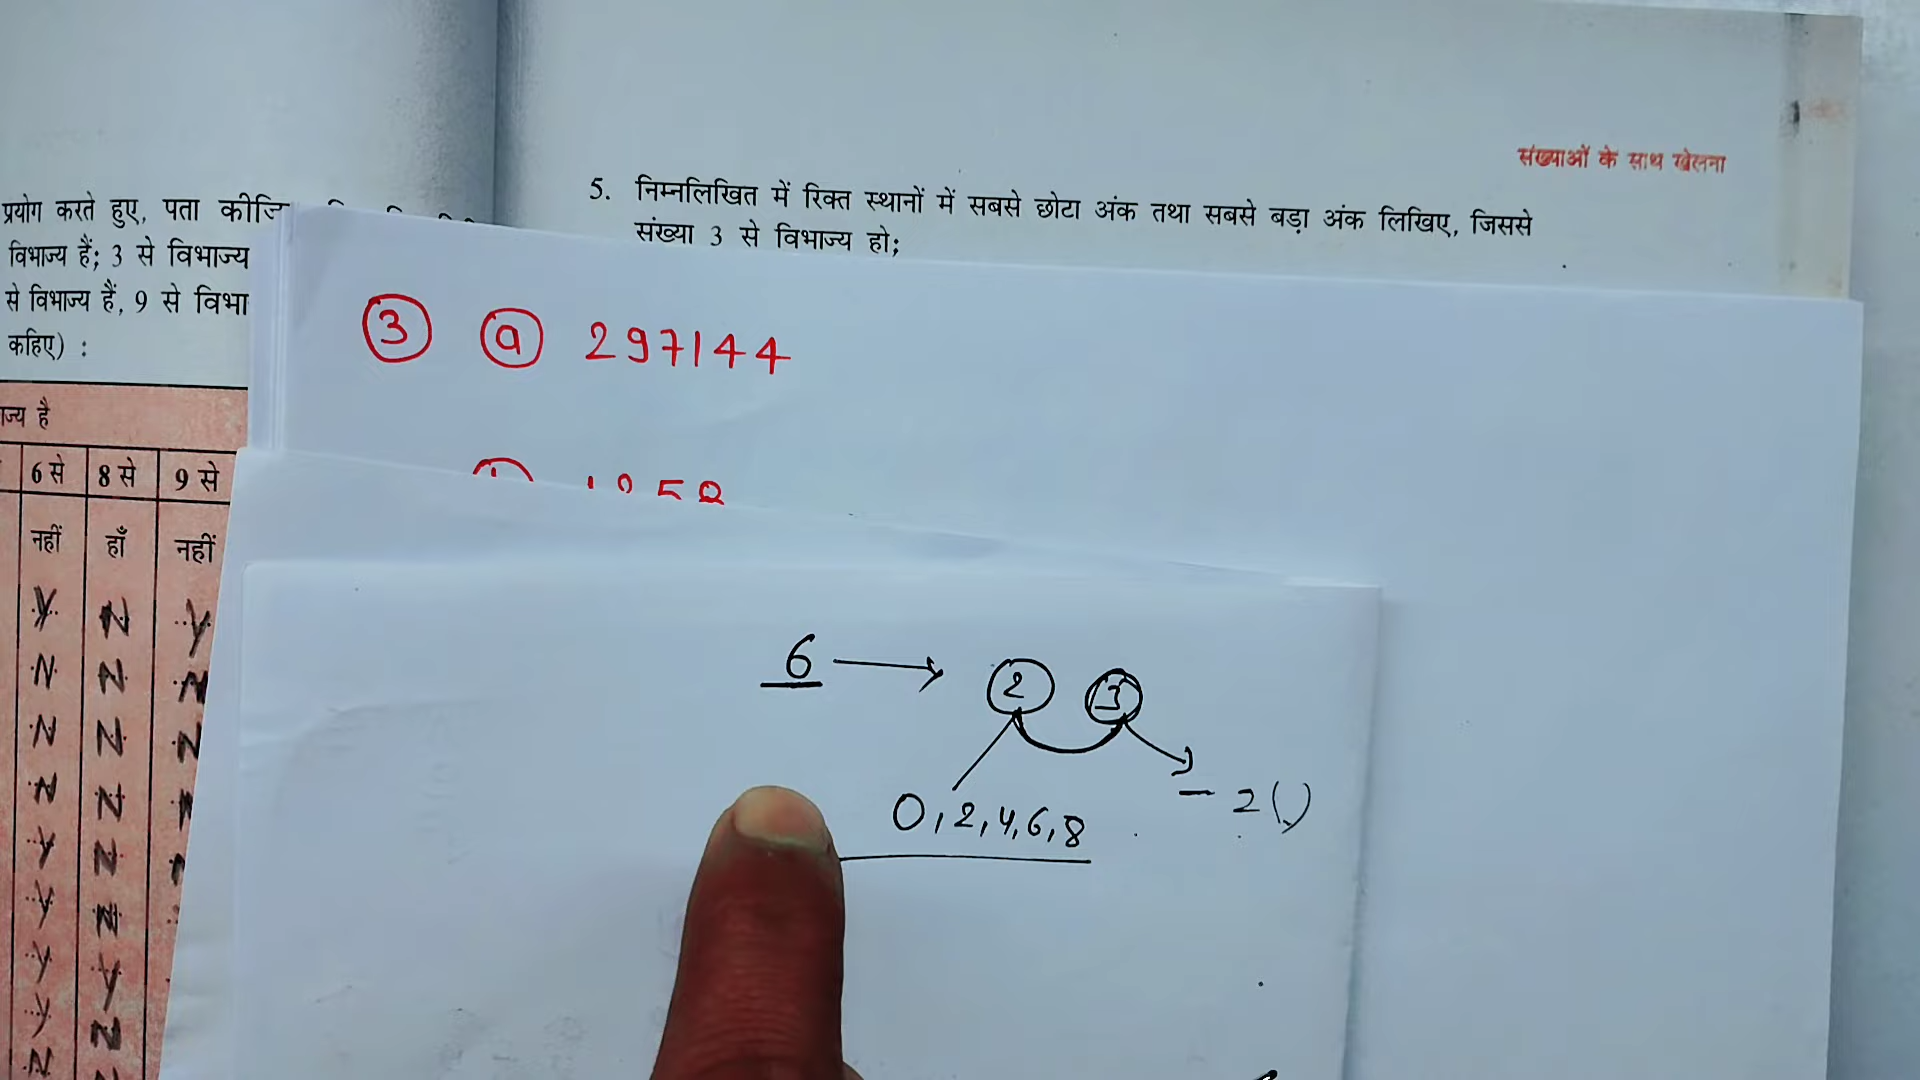 संख्याओं के साथ खेलना
5. निम्नलिखित में रिक्त स्थानों में सबसे छोटा अंक तथा सबसे बड़ा अंक लिखिए, जिससे
संख्या 3 से विभाज्य हो;
प्रयोग करते हुए, पता कीजि
विभाज्य हैं; 3 से विभाज्य
से विभाज्य हैं, 9 से विभा
कहिए) :
ज्य है
6 से 8 से 9 से
नहीं हाँ नहीं
Y N Y
N N N
N N N
N N
Y N
Y N
Y Y
Y N
N
3 a 297144
6 → 2 3
0, 2, 4, 6, 8
- 2( )